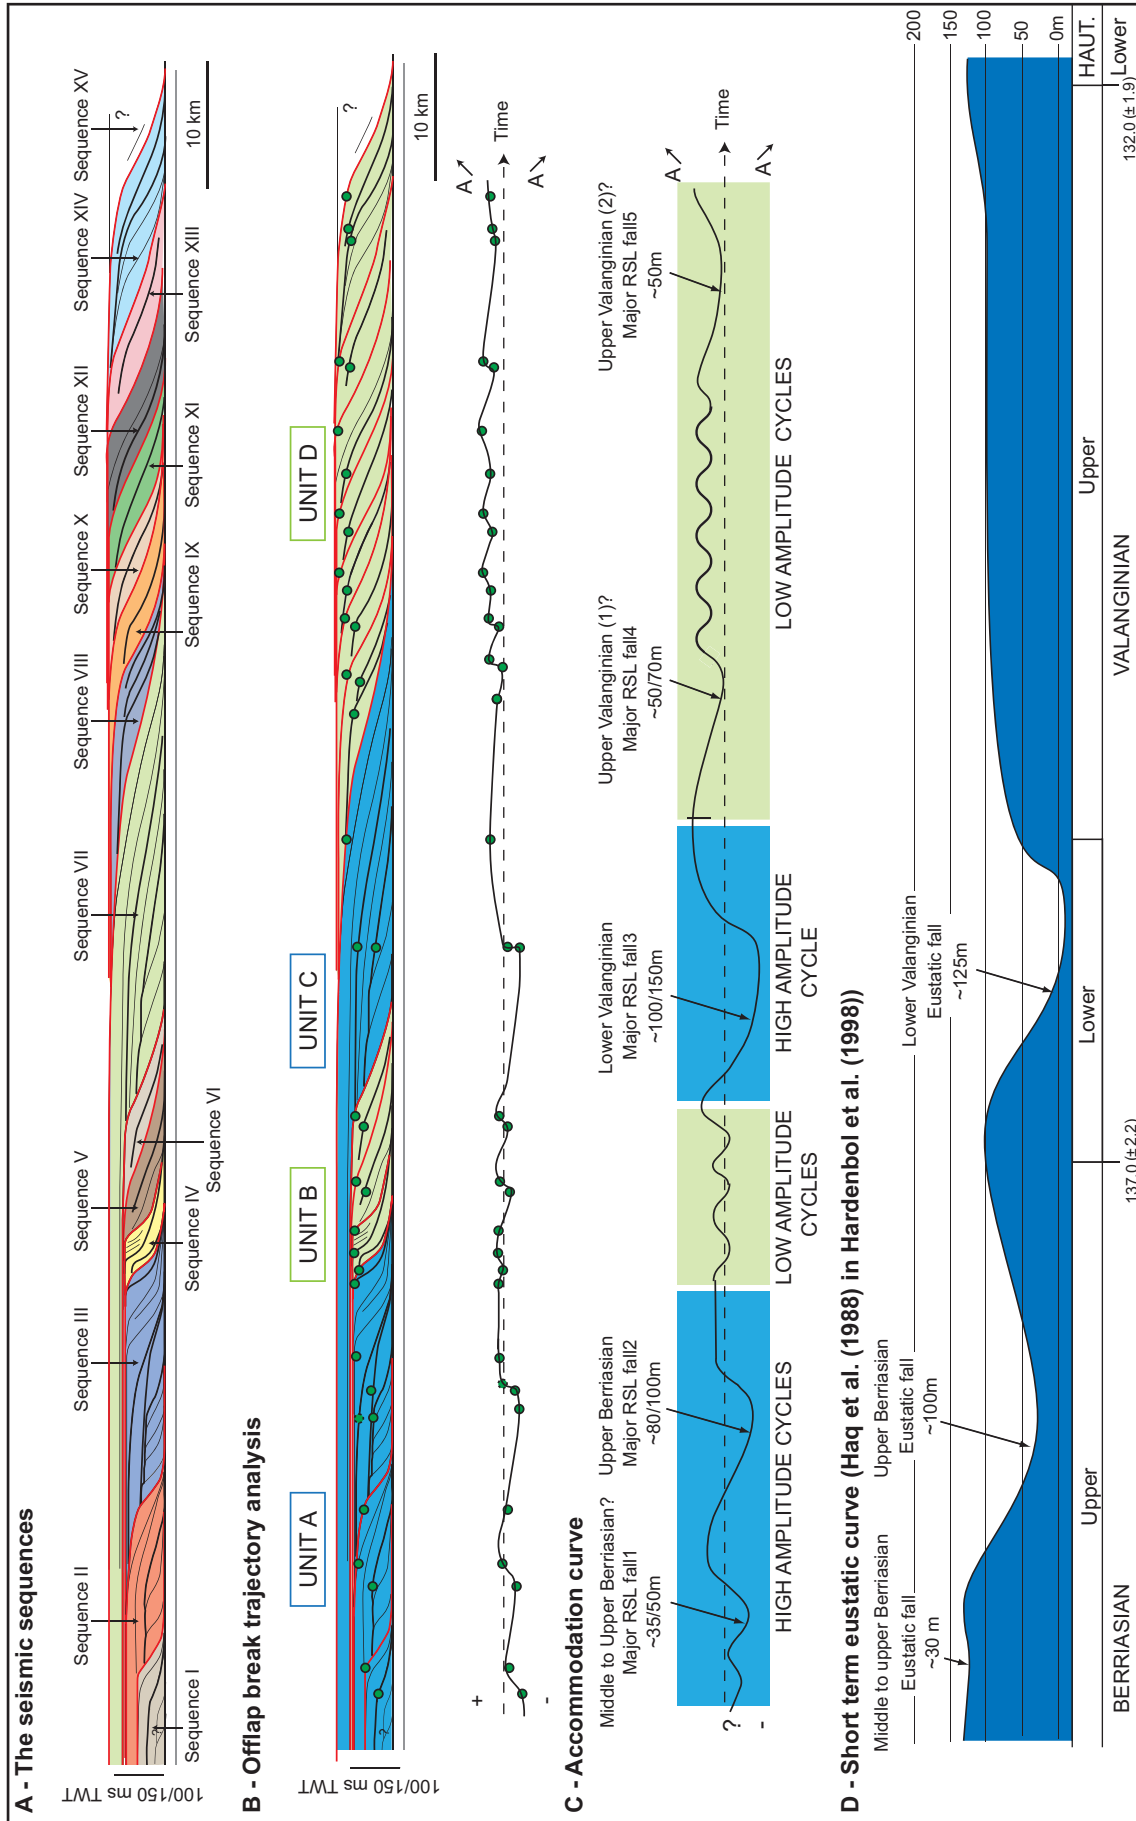 A - The seismic sequences
Sequence I
Sequence II
Sequence III
Sequence IV
Sequence V
Sequence VI
Sequence VII
Sequence VIII
Sequence IX
Sequence X
Sequence XI
Sequence XII
Sequence XIII
Sequence XIV
Sequence XV
?
?
100/150 ms TWT
10 km
B - Offlap break trajectory analysis
UNIT A
UNIT B
UNIT C
UNIT D
?
?
100/150 ms TWT
10 km
+
-
A
Time
A
C - Accommodation curve
Middle to Upper Berriasian?
Major RSL fall1
~35/50m
Upper Berriasian
Major RSL fall2
~80/100m
Lower Valanginian
Major RSL fall3
~100/150m
Upper Valanginian (1)?
Major RSL fall4
~50/70m
Upper Valanginian (2)?
Major RSL fall5
~50m
?
-
A
Time
A
HIGH AMPLITUDE CYCLES
LOW AMPLITUDE
CYCLES
HIGH AMPLITUDE
CYCLE
LOW AMPLITUDE CYCLES
D - Short term eustatic curve (Haq et al. (1988) in Hardenbol et al. (1998))
Middle to upper Berriasian
Eustatic fall
~30 m
Upper Berriasian
Eustatic fall
~100m
Lower Valanginian
Eustatic fall
~125m
200
150
100
50
0m
Upper
Lower
Upper
HAUT.
BERRIASIAN
VALANGINIAN
Lower
137.0 (± 2.2)
132.0 (± 1.9)